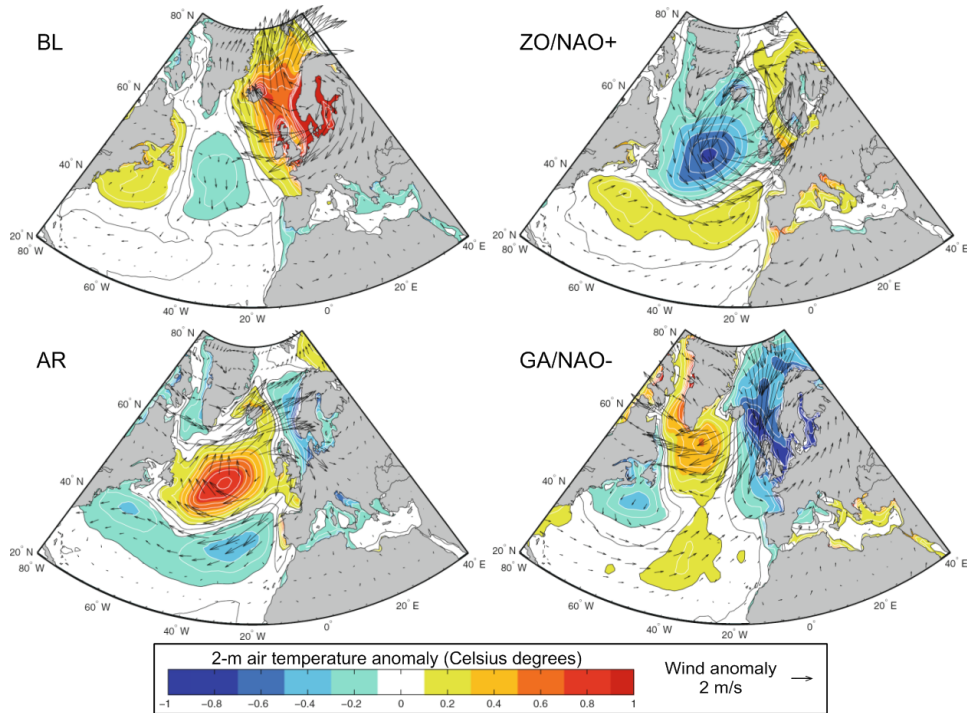 BL
80° N
60° N
40° N
20° N
80° W
60° W
40° W
20° W
0°
20° E
40° E
ZO/NAO+
80° N
60° N
40° N
20° N
80° W
60° W
40° W
20° W
0°
20° E
40° E
AR
80° N
60° N
40° N
20° N
80° W
60° W
40° W
20° W
0°
20° E
40° E
GA/NAO-
80° N
60° N
40° N
20° N
80° W
60° W
40° W
20° W
0°
20° E
40° E
2-m air temperature anomaly (Celsius degrees)
−1 −0.8 −0.6 −0.4 −0.2 0 0.2 0.4 0.6 0.8 1
Wind anomaly
2 m/s